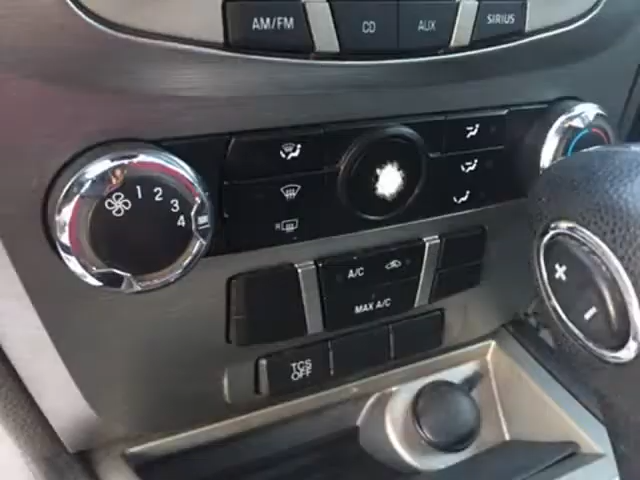 AM/FM CD AUX SIRIUS
1 2 3 4
R
A/C
MAX A/C
+
-
TCS
OFF